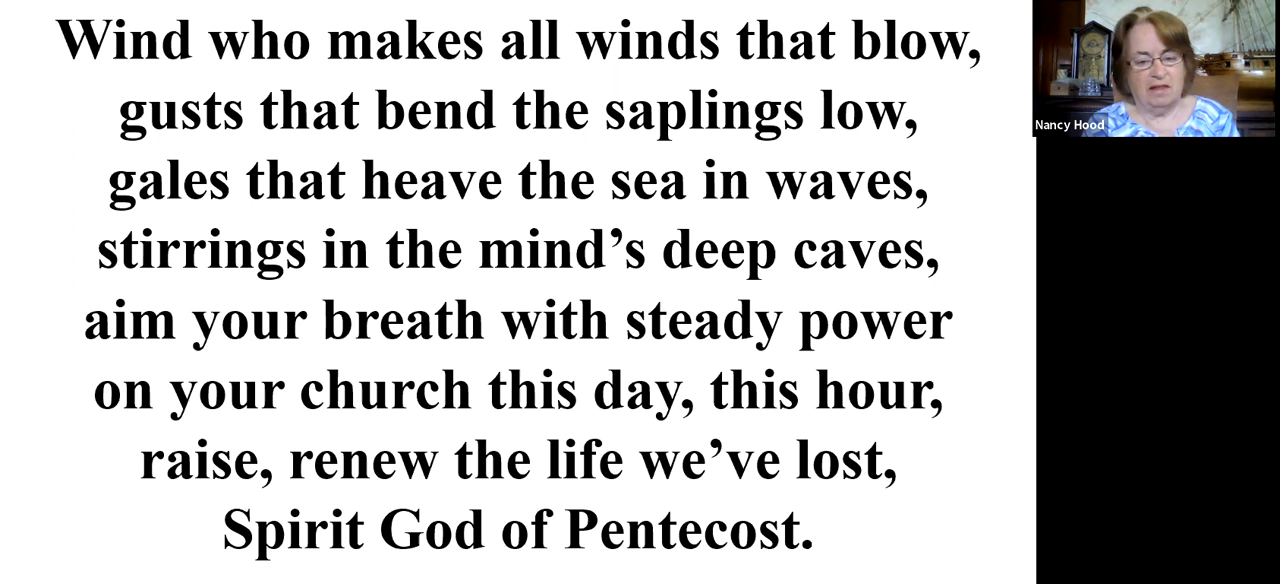 Wind who makes all winds that blow,
gusts that bend the saplings low,
gales that heave the sea in waves,
stirrings in the mind’s deep caves,
aim your breath with steady power
on your church this day, this hour,
raise, renew the life we’ve lost,
Spirit God of Pentecost.
Nancy Hood